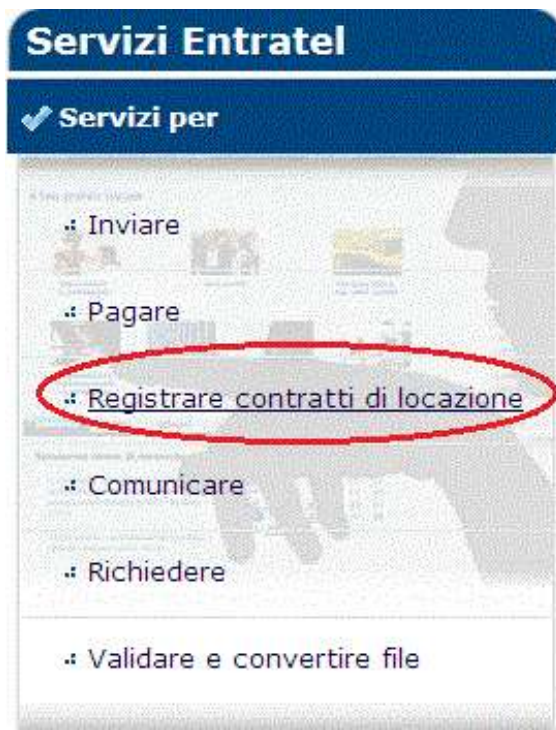 Servizi Entratel
Servizi per
Inviare
Pagare
Registrare contratti di locazione
Comunicare
Richiedere
Validare e convertire file